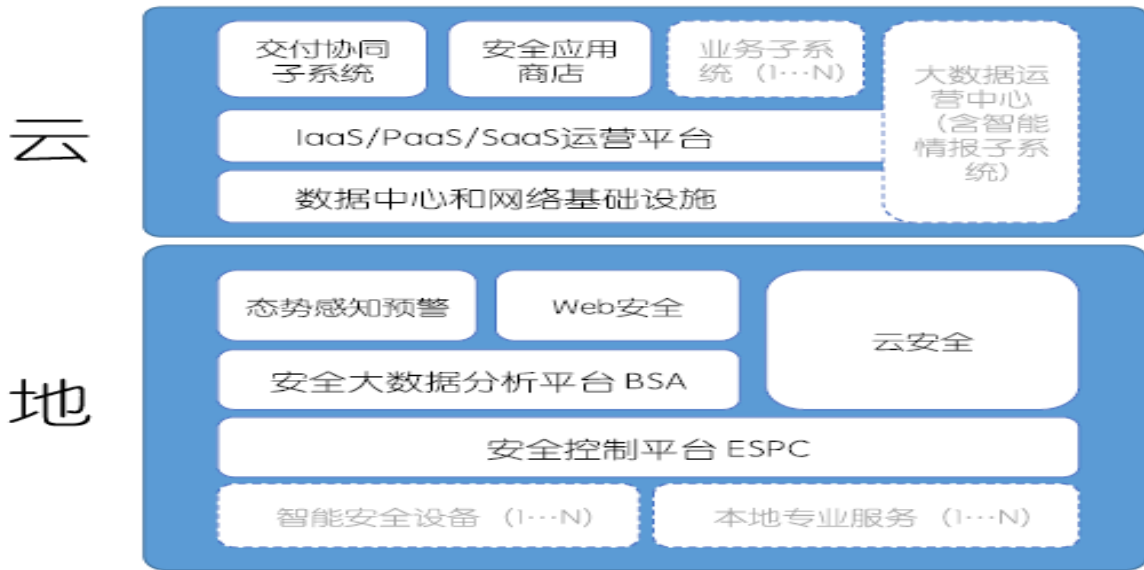 云
交付协同
子系统
安全应用
商店
业务子系
统 (1…N)
大数据运
营中心
(含智能
情报子系
统)
IaaS/PaaS/SaaS运营平台
数据中心和网络基础设施
地
态势感知预警
Web安全
云安全
安全大数据分析平台 BSA
安全控制平台 ESPC
智能安全设备 (1…N)
本地专业服务 (1…N)